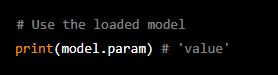 # Use the loaded model
print(model.param) # 'value'